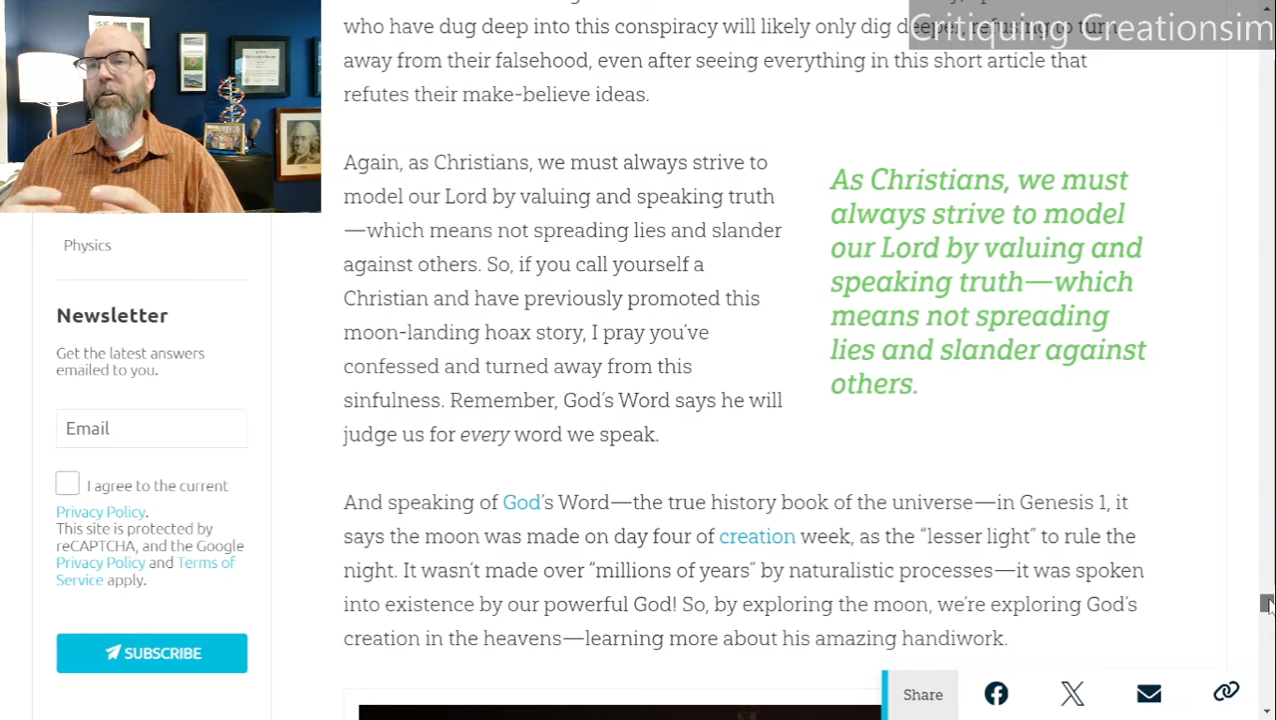 Critiquing Creationsim
who have dug deep into this conspiracy will likely only dig deeper, refusing to turn
away from their falsehood, even after seeing everything in this short article that
refutes their make-believe ideas.
Again, as Christians, we must always strive to
model our Lord by valuing and speaking truth
—which means not spreading lies and slander
against others. So, if you call yourself a
Christian and have previously promoted this
moon-landing hoax story, I pray you’ve
confessed and turned away from this
sinfulness. Remember, God’s Word says he will
judge us for every word we speak.
As Christians, we must
always strive to model
our Lord by valuing and
speaking truth—which
means not spreading
lies and slander against
others.
And speaking of God’s Word—the true history book of the universe—in Genesis 1, it
says the moon was made on day four of creation week, as the “lesser light” to rule the
night. It wasn’t made over “millions of years” by naturalistic processes—it was spoken
into existence by our powerful God! So, by exploring the moon, we’re exploring God’s
creation in the heavens—learning more about his amazing handiwork.
Physics
Newsletter
Get the latest answers
emailed to you.
Email
I agree to the current
Privacy Policy.
This site is protected by
reCAPTCHA, and the Google
Privacy Policy and Terms of
Service apply.
SUBSCRIBE
Share